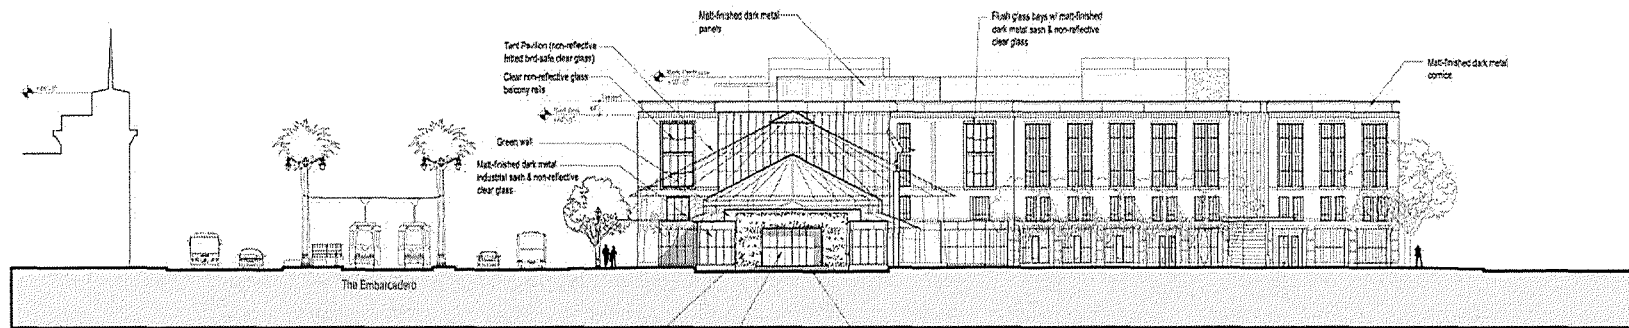 Matt-finished dark metal
panels
Flush glass bays w/ matt-finished
dark metal sash & non-reflective
clear glass
Tent Pavilion (non-reflective
fritted bird-safe clear glass)
Clear non-reflective glass
balcony rails
Matt-finished dark metal
cornice
Green wall
Matt-finished dark metal
industrial sash & non-reflective
clear glass
The Embarcadero